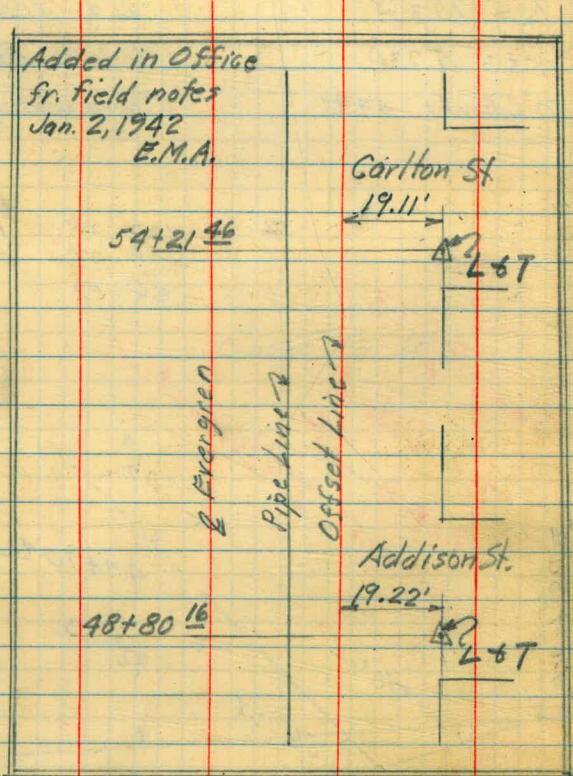 Added in Office
fr. field notes
Jan. 2, 1942
E.M.A.
Carlton St
19.11'
54+21 46
L & T
℄ Evergren
Pipe Line
Offset Line
Addison St.
19.22'
48+80 16
L & T